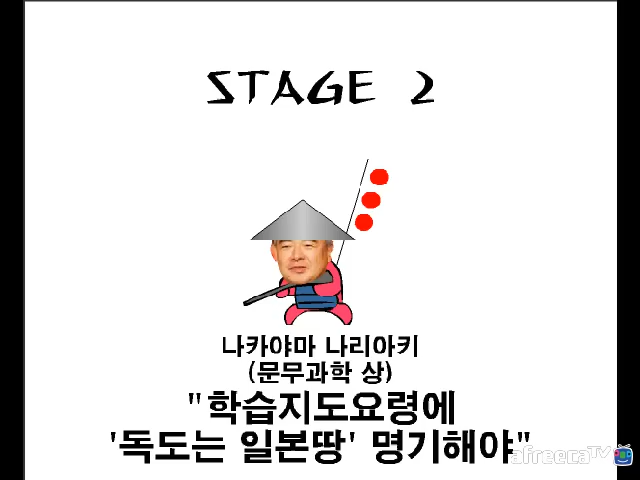 STAGE 2
나카야마 나리아키
(문무과학 상)
"학습지도요령에
'독도는 일본땅' 명기해야"
afreecaTV